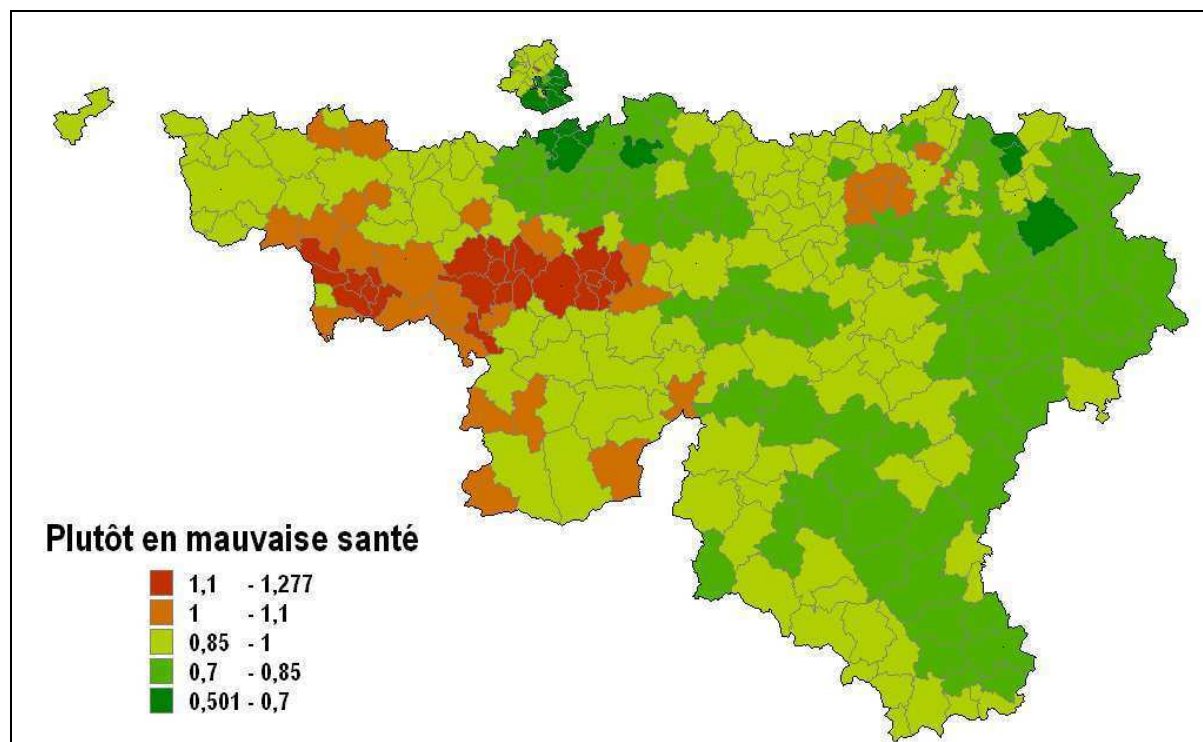 Plutôt en mauvaise santé
1,1 - 1,277
1 - 1,1
0,85 - 1
0,7 - 0,85
0,501 - 0,7